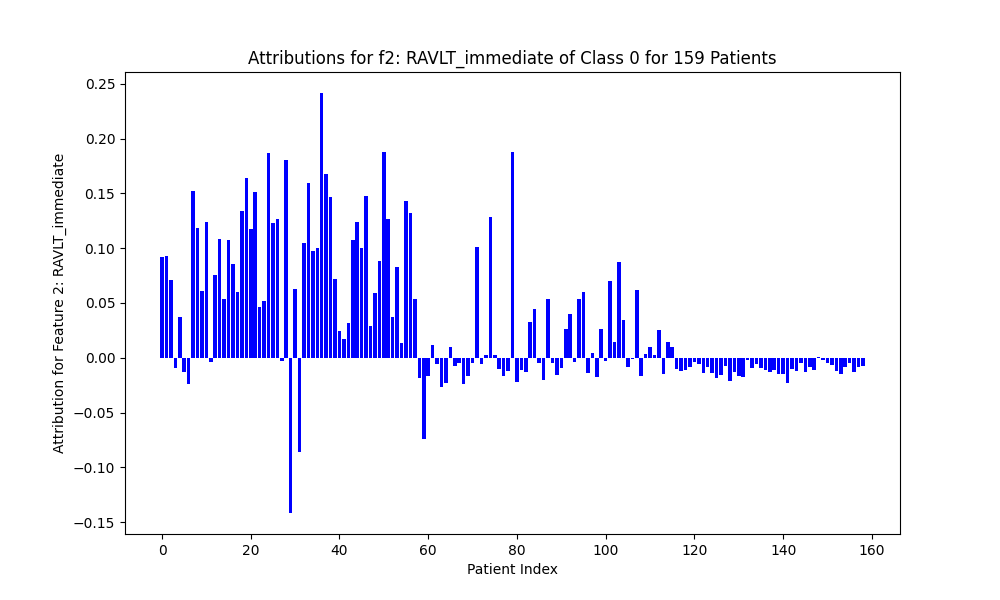 Attributions for f2: RAVLT_immediate of Class 0 for 159 Patients
Attribution for Feature 2: RAVLT_immediate
0.25
0.20
0.15
0.10
0.05
0.00
−0.05
−0.10
−0.15
0 20 40 60 80 100 120 140 160
Patient Index